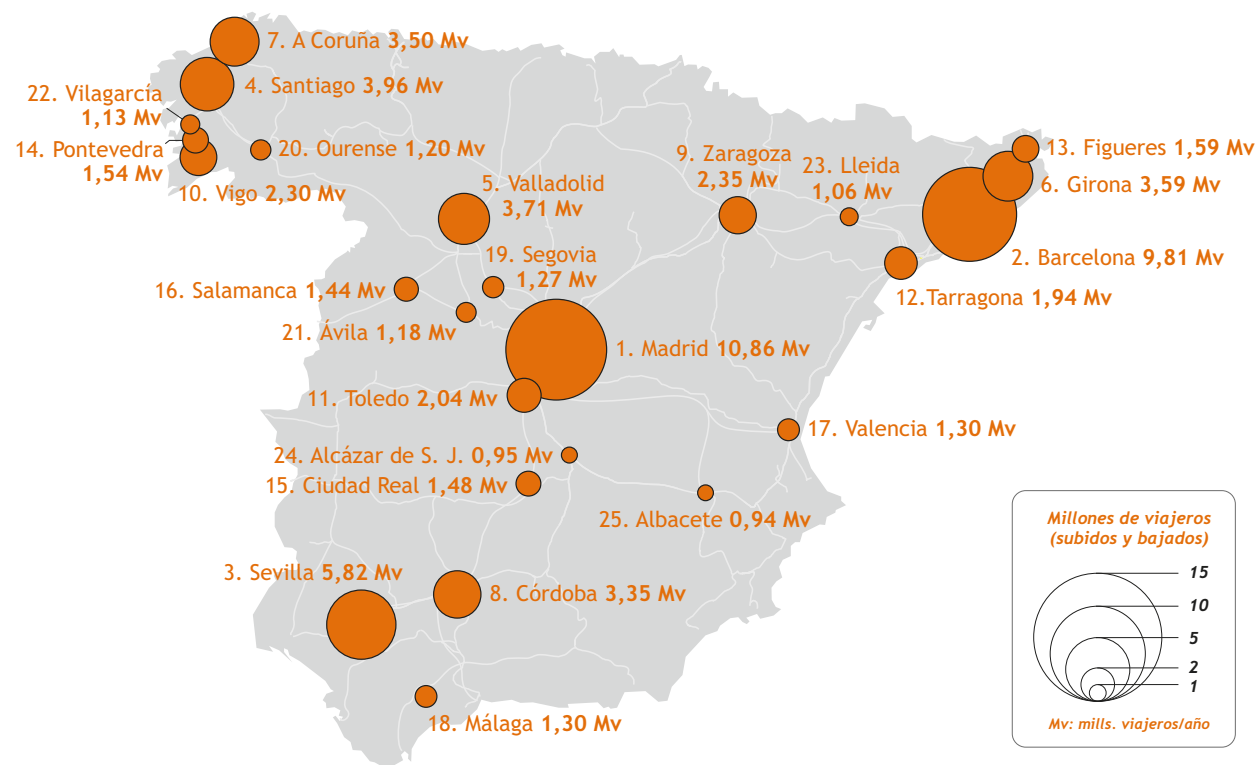 7. A Coruña 3,50 Mv
4. Santiago 3,96 Mv
22. Vilagarcía
1,13 Mv
14. Pontevedra
1,54 Mv
20. Ourense 1,20 Mv
10. Vigo 2,30 Mv
5. Valladolid
3,71 Mv
9. Zaragoza
2,35 Mv
23. Lleida
1,06 Mv
13. Figueres 1,59 Mv
6. Girona 3,59 Mv
2. Barcelona 9,81 Mv
12.Tarragona 1,94 Mv
19. Segovia
1,27 Mv
16. Salamanca 1,44 Mv
21. Ávila 1,18 Mv
1. Madrid 10,86 Mv
11. Toledo 2,04 Mv
17. Valencia 1,30 Mv
24. Alcázar de S. J. 0,95 Mv
15. Ciudad Real 1,48 Mv
25. Albacete 0,94 Mv
3. Sevilla 5,82 Mv
8. Córdoba 3,35 Mv
18. Málaga 1,30 Mv
Millones de viajeros
(subidos y bajados)
15
10
5
2
1
Mv: mills. viajeros/año